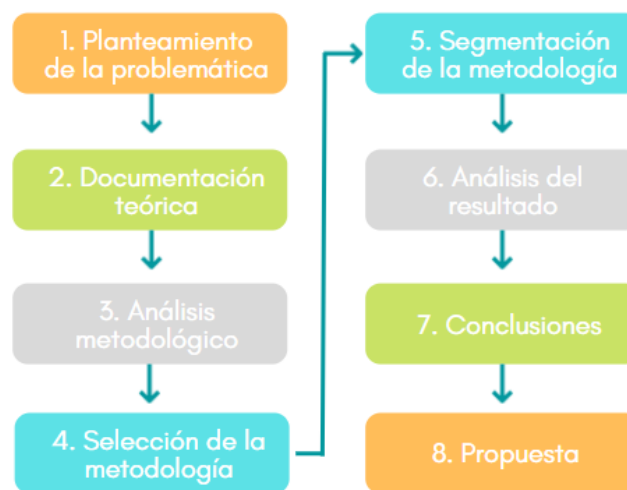 1. Planteamiento
de la problemática
2. Documentación
teórica
3. Análisis
metodológico
4. Selección de la
metodología
5. Segmentación
de la metodología
6. Análisis del
resultado
7. Conclusiones
8. Propuesta